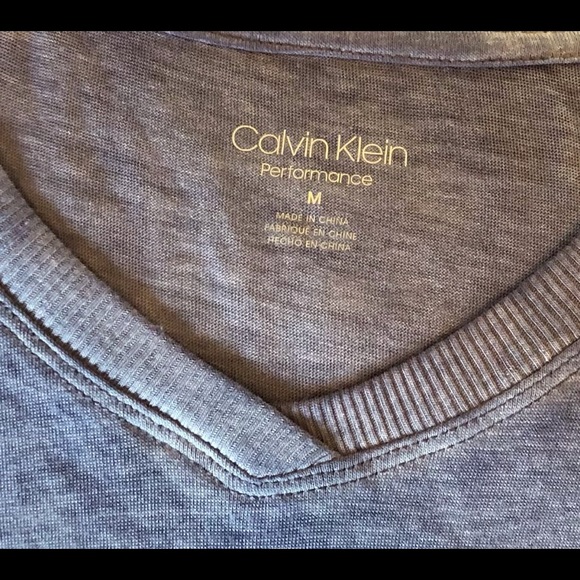 Calvin Klein
Performance
M
MADE IN CHINA
FABRIQUÉ EN CHINE
HECHO EN CHINA